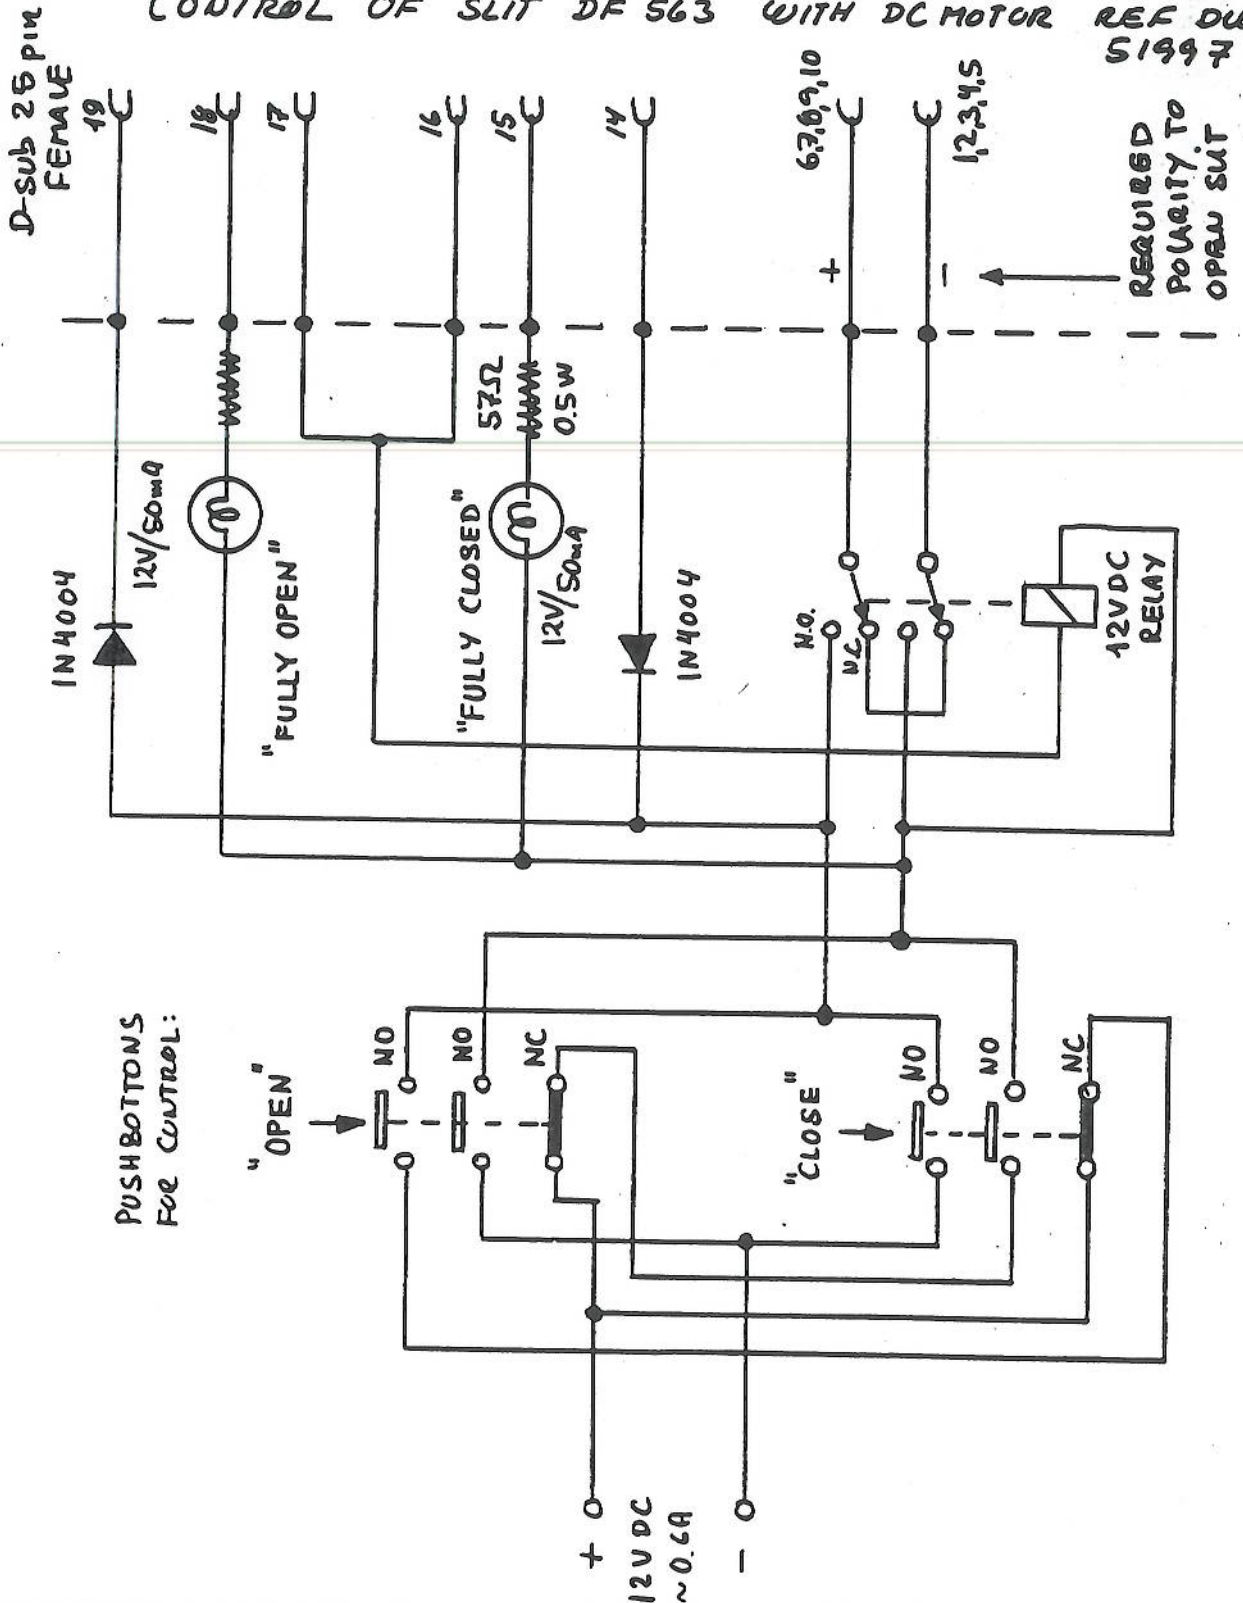 CONTROL OF SLIT DF 563 WITH DC MOTOR REF DW
51997
D-SUB 25 PIN
FEMALE
19
18
17
16
15
14
6,7,8,9,10
1,2,3,4,5
+
-
REQUIRED
POLARITY TO
OPEN SLIT
57Ω
0.5W
1N4004
12V/50mA
"FULLY OPEN"
"FULLY CLOSED"
12V/50mA
1N4004
N.O.
N.C.
12VDC
RELAY
PUSHBOTTONS
FOR CONTROL:
"OPEN"
NO
NO
NC
"CLOSE"
NO
NO
NC
+
12VDC
~0.6A
-